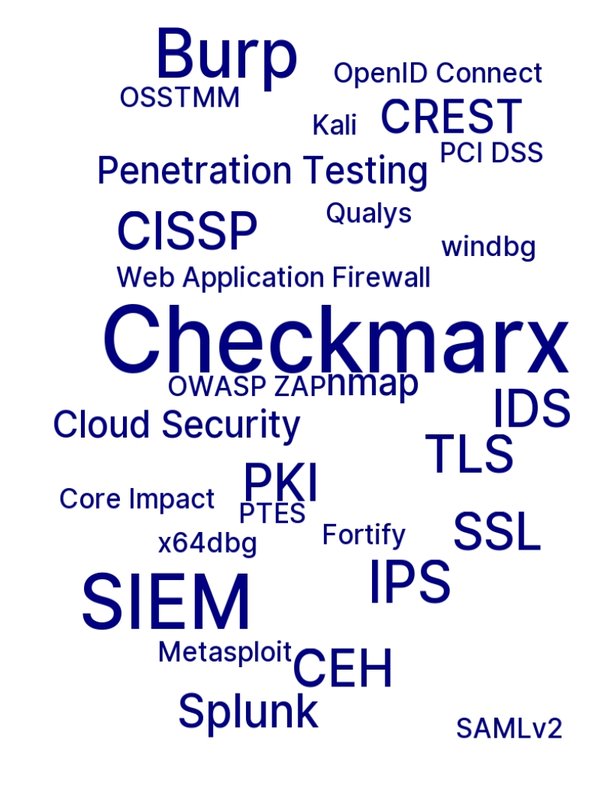 Burp
OpenID Connect
OSSTMM
Kali
CREST
PCI DSS
Penetration Testing
Qualys
CISSP
windbg
Web Application Firewall
Checkmarx
OWASP ZAP
nmap
IDS
Cloud Security
TLS
PKI
Core Impact
PTES
Fortify
SSL
x64dbg
IPS
SIEM
Metasploit
CEH
Splunk
SAMLv2